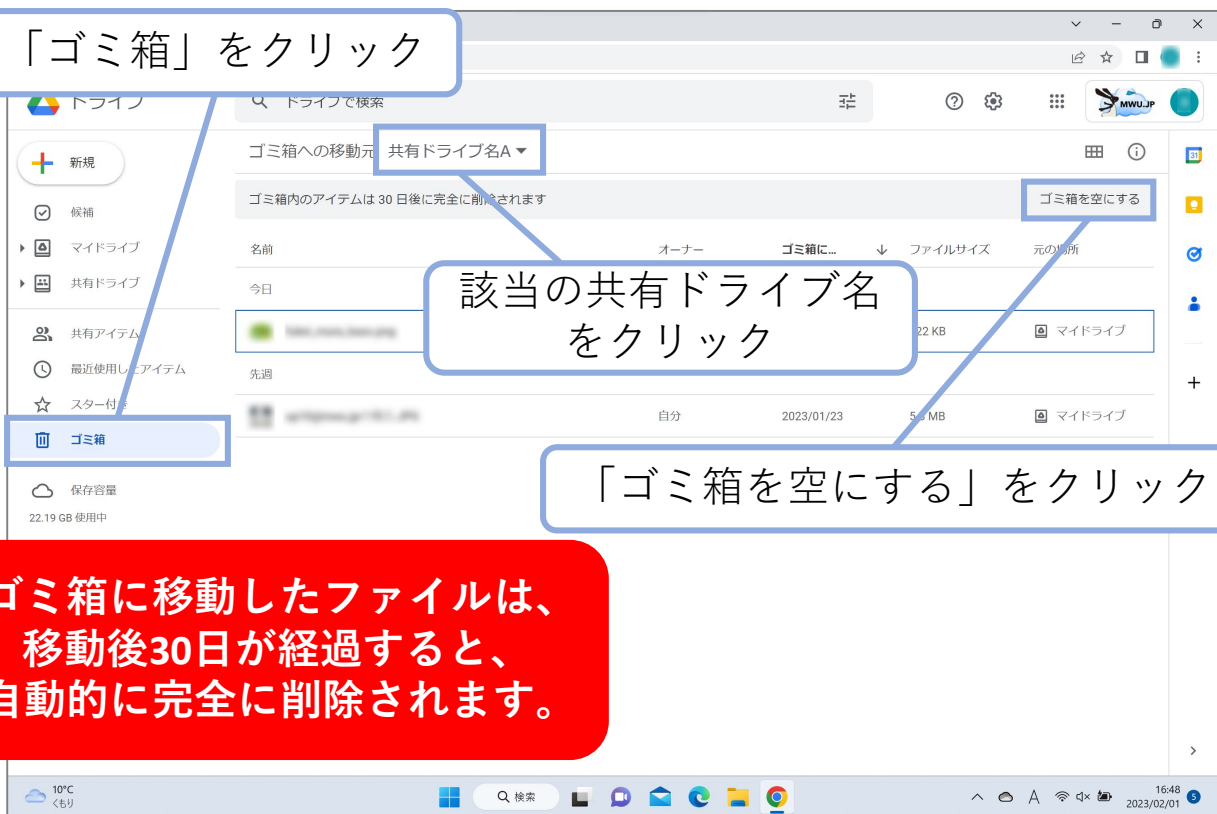 「ゴミ箱」をクリック
ドライブ
ドライブで検索
MWU.JP
新規
ゴミ箱への移動元
共有ドライブ名A
31
ゴミ箱内のアイテムは 30 日後に完全に削除されます
ゴミ箱を空にする
候補
マイドライブ
共有ドライブ
共有アイテム
最近使用したアイテム
スター付き
ゴミ箱
保存容量
22.19 GB 使用中
名前
オーナー
ゴミ箱に...
ファイルサイズ
元の場所
今日
22 KB
マイドライブ
先週
自分
2023/01/23
MB
マイドライブ
該当の共有ドライブ名
をクリック
「ゴミ箱を空にする」をクリック
ゴミ箱に移動したファイルは、
移動後30日が経過すると、
自動的に完全に削除されます。
10°C
くもり
検索
A
16:48
2023/02/01
5